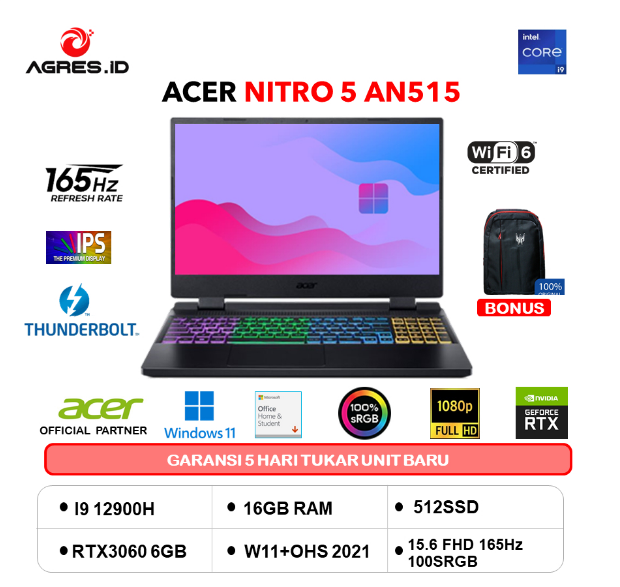 AGRES.ID
intel
CORE
i9
ACER NITRO 5 AN515
165Hz
REFRESH RATE
WiFi 6
CERTIFIED
IPS
THE PREMIUM DISPLAY
acer
100%
ORIGINAL
BONUS
THUNDERBOLT™
acer
OFFICIAL PARTNER
Windows 11
Microsoft
Office
Home &
Student
100%
sRGB
1080p
FULL HD
NVIDIA
GEFORCE
RTX
GARANSI 5 HARI TUKAR UNIT BARU
• I9 12900H
• 16GB RAM
• 512SSD
• RTX3060 6GB
• W11+OHS 2021
• 15.6 FHD 165Hz
100SRGB